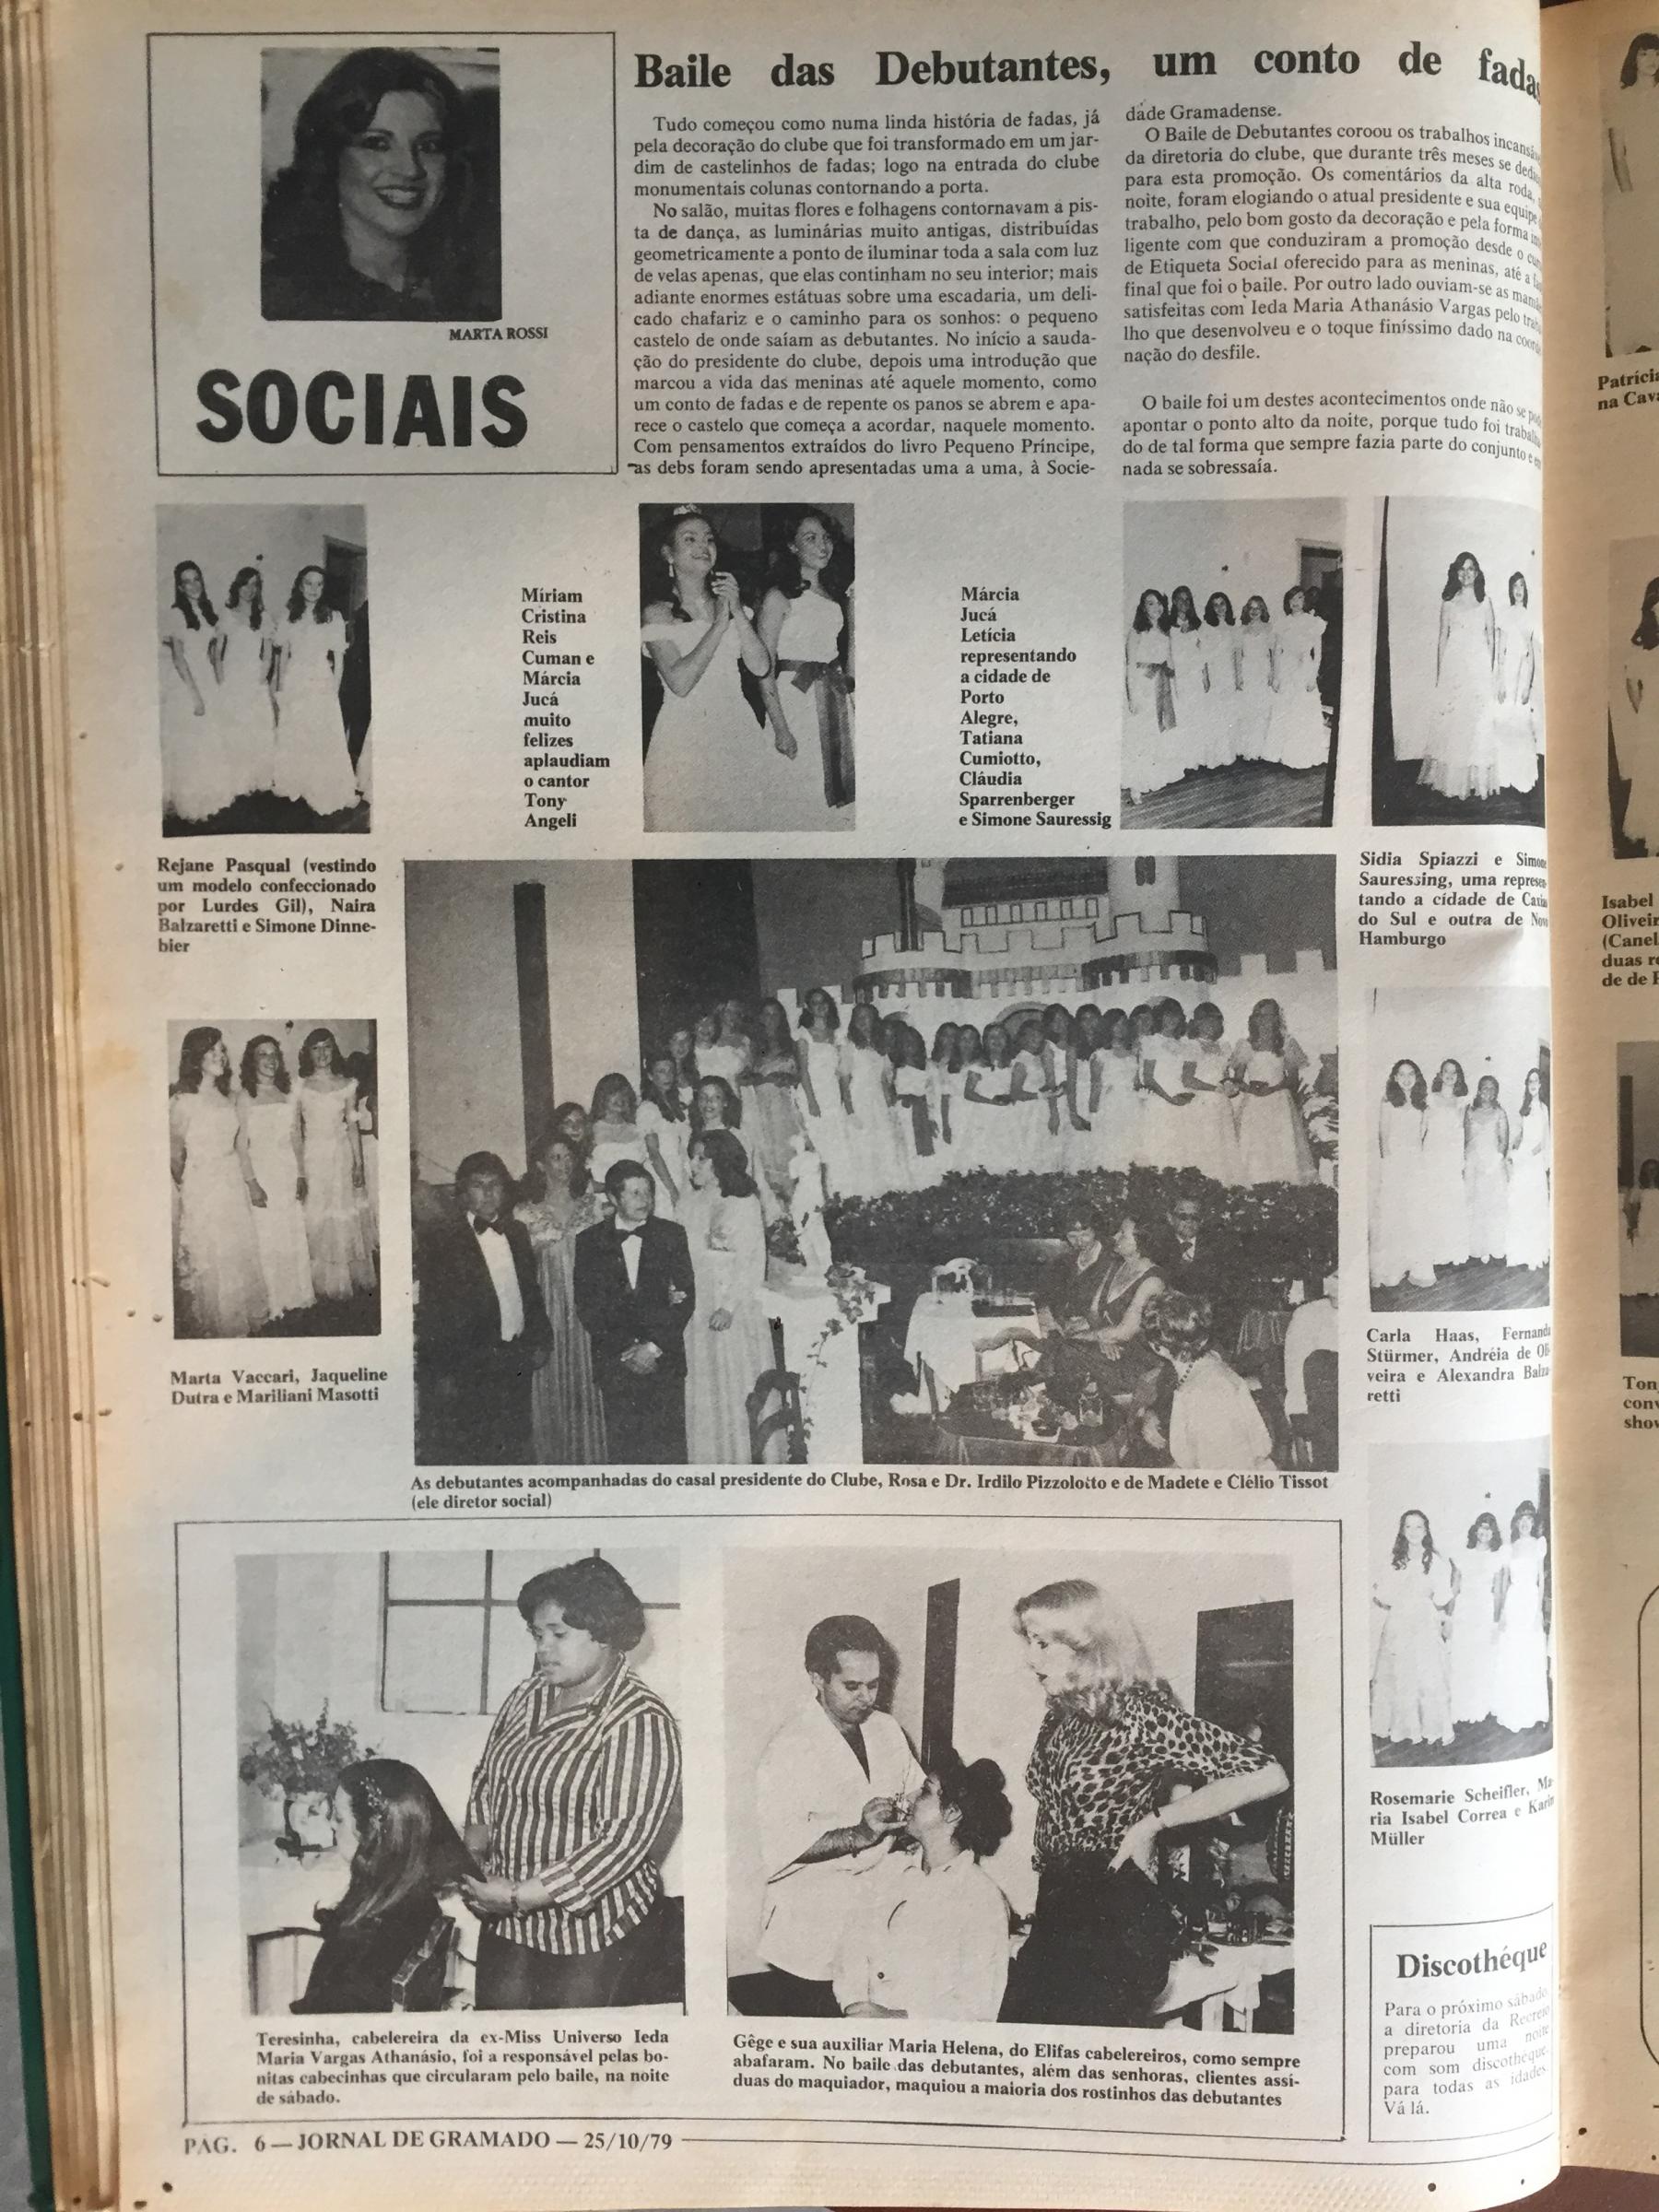 MARTA ROSSI
SOCIAIS
Baile das Debutantes, um conto de fadas
Tudo começou como numa linda história de fadas, já
pela decoração do clube que foi transformado em um jar-
dim de castelinhos de fadas; logo na entrada do clube
monumentais colunas contornando a porta.
No salão, muitas flores e folhagens contornavam a pis-
ta de dança, as luminárias muito antigas, distribuídas
geometricamente a ponto de iluminar toda a sala com luz
de velas apenas, que elas continham no seu interior; mais
adiante enormes estátuas sobre uma escadaria, um deli-
cado chafariz e o caminho para os sonhos: o pequeno
castelo de onde saíam as debutantes. No início a sauda-
ção do presidente do clube, depois uma introdução que
marcou a vida das meninas até aquele momento, como
um conto de fadas e de repente os panos se abrem e apa-
rece o castelo que começa a acordar, naquele momento.
Com pensamentos extraídos do livro Pequeno Príncipe,
as debs foram sendo apresentadas uma a uma, à Socie-
dade Gramadense.
O Baile de Debutantes coroou os trabalhos
da diretoria do clube, que durante três meses se
para esta promoção. Os comentários da alta roda,
noite, foram elogiando o atual presidente e sua equipe
trabalho, pelo bom gosto da decoração e pela forma
ligente com que conduziram a promoção desde o
de Etiqueta Social oferecido para as meninas, até a
final que foi o baile. Por outro lado ouviam-se as
satisfeitas com Ieda Maria Athanásio Vargas pelo
lho que desenvolveu e o toque finíssimo dado na
nação do desfile.
O baile foi um destes acontecimentos onde não se
apontar o ponto alto da noite, porque tudo foi
do de tal forma que sempre fazia parte do conjunto e
nada se sobressaía.
Míriam
Cristina
Reis
Cuman e
Márcia
Jucá
muito
felizes
aplaudiam
o cantor
Tony
Angeli
Márcia
Jucá
Letícia
representando
a cidade de
Porto
Alegre,
Tatiana
Cumiotto,
Cláudia
Sparrenberger
e Simone Sauressig
Rejane Pasqual (vestindo
um modelo confeccionado
por Lurdes Gil), Naira
Balzaretti e Simone Dinne-
bier
Sidia Spiazzi e Simone
Sauressing, uma represen-
tando a cidade de Caxias
do Sul e outra de Novo
Hamburgo
Marta Vaccari, Jaqueline
Dutra e Mariliani Masotti
Carla Haas, Fernanda
Stürmer, Andréia de Oli-
veira e Alexandra Balza-
retti
As debutantes acompanhadas do casal presidente do Clube, Rosa e Dr. Irdilo Pizzolotto e de Madete e Clélio Tissot
(ele diretor social)
Rosemarie Scheifler, Ma-
ria Isabel Correa e Karin
Müller
Teresinha, cabelereira da ex-Miss Universo Ieda
Maria Vargas Athanásio, foi a responsável pelas bo-
nitas cabecinhas que circularam pelo baile, na noite
de sábado.
Gêge e sua auxiliar Maria Helena, do Elifas cabelereiros, como sempre
abafaram. No baile das debutantes, além das senhoras, clientes assí-
duas do maquiador, maquiou a maioria dos rostinhos das debutantes
Discothéque
Para o próximo sábado
a diretoria da Recreio
preparou uma noite
com som discothéque,
para todas as idades.
Vá lá.
PAG. 6 — JORNAL DE GRAMADO — 25/10/79
na
Isabel
(Canel
duas
de de